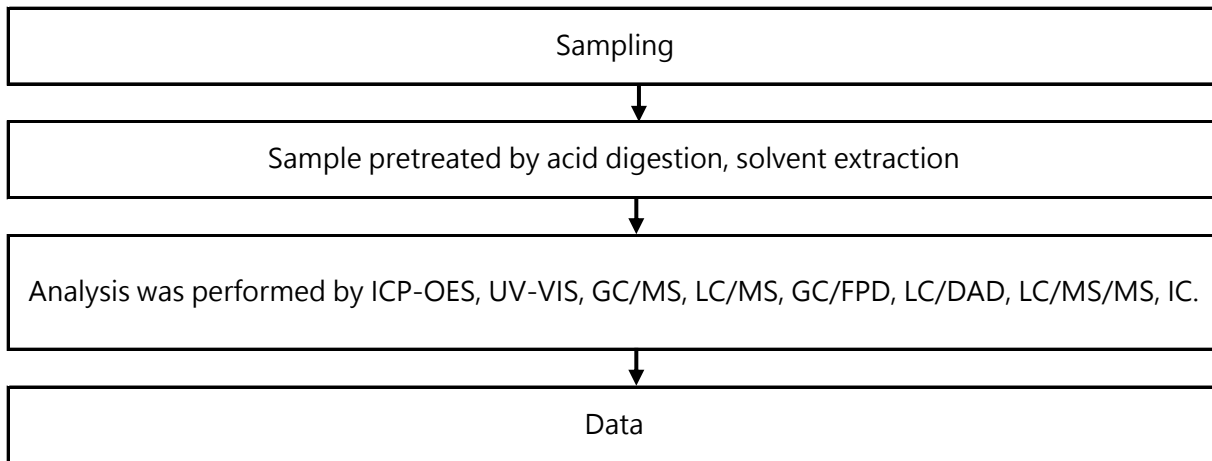 Sampling
Sample pretreated by acid digestion, solvent extraction
Analysis was performed by ICP-OES, UV-VIS, GC/MS, LC/MS, GC/FPD, LC/DAD, LC/MS/MS, IC.
Data